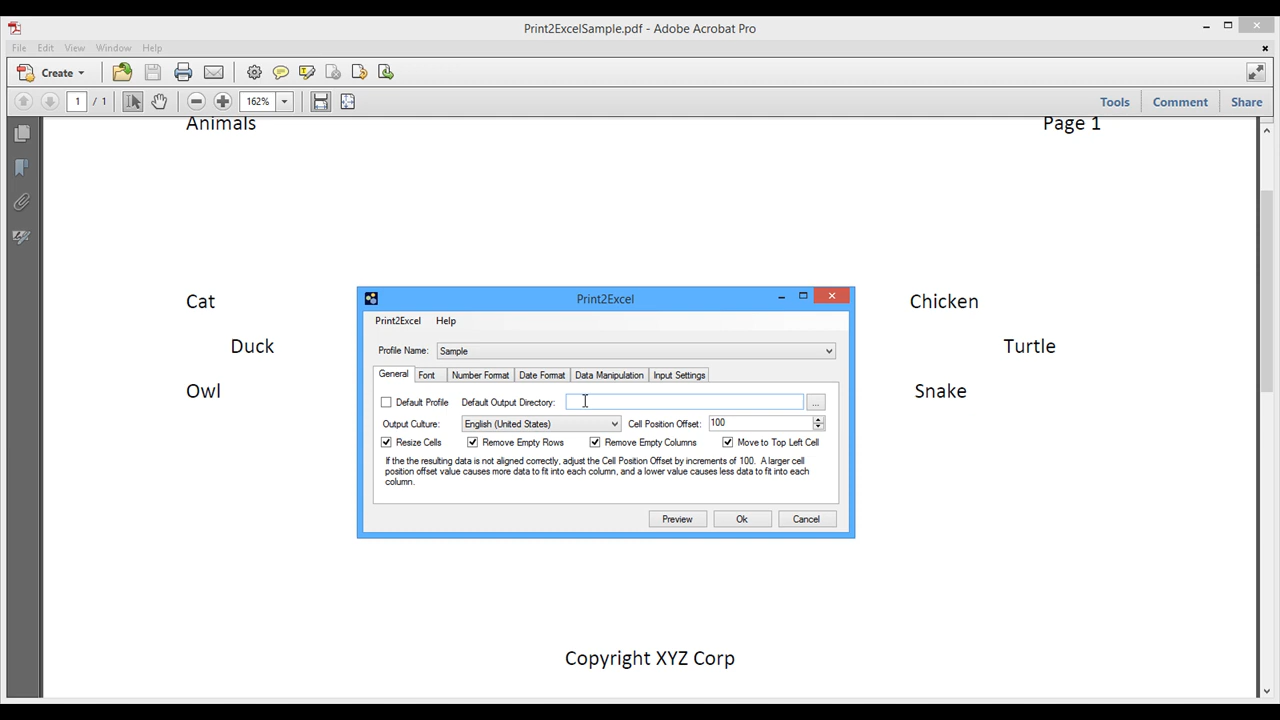 Print2ExcelSample.pdf - Adobe Acrobat Pro
File Edit View Window Help
Create
1 / 1 162% Tools Comment Share
Animals Page 1
Cat Chicken
Duck Turtle
Owl Snake
Print2Excel
Print2Excel Help
Profile Name: Sample
General Font Number Format Date Format Data Manipulation Input Settings
Default Profile Default Output Directory: ...
Output Culture: English (United States) Cell Position Offset: 100
Resize Cells Remove Empty Rows Remove Empty Columns Move to Top Left Cell
If the the resulting data is not aligned correctly, adjust the Cell Position Offset by increments of 100. A larger cell
position offset value causes more data to fit into each column, and a lower value causes less data to fit into each
column.
Preview Ok Cancel
Copyright XYZ Corp